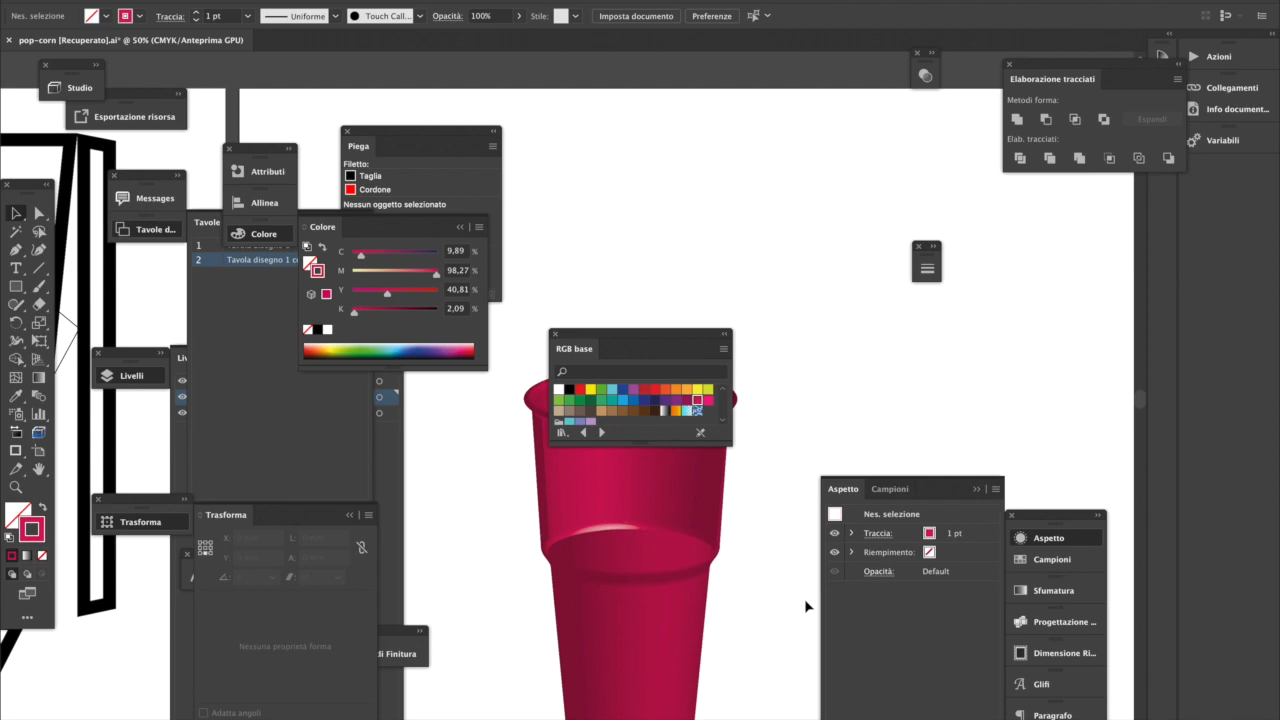 Nes. selezione
Traccia:
1 pt
Uniforme
Touch Call...
Opacità:
100%
Stile:
Imposta documento
Preferenze
pop-corn [Recuperato].ai* @ 50% (CMYK/Anteprima GPU)
Studio
Esportazione risorsa
Piega
Filetto:
Taglia
Cordone
Nessun oggetto selezionato
Attributi
Allinea
Colore
Messages
Tavole d...
Tavole
1
2 Tavola disegno 1 c
Colore
C 9,89 %
M 98,27 %
Y 40,81 %
K 2,09 %
RGB base
Livelli
Trasforma
Trasforma
X:
L:
Y:
A:
Nessuna proprietà forma
Adatta angoli
di Finitura
Elaborazione tracciati
Metodi forma:
Espandi
Elab. tracciati:
Azioni
Collegamenti
Info document...
Variabili
Aspetto
Campioni
Nes. selezione
Traccia: 1 pt
Riempimento:
Opacità: Default
Aspetto
Campioni
Sfumatura
Progettazione ...
Dimensione Ri...
Glifi
Paragrafo